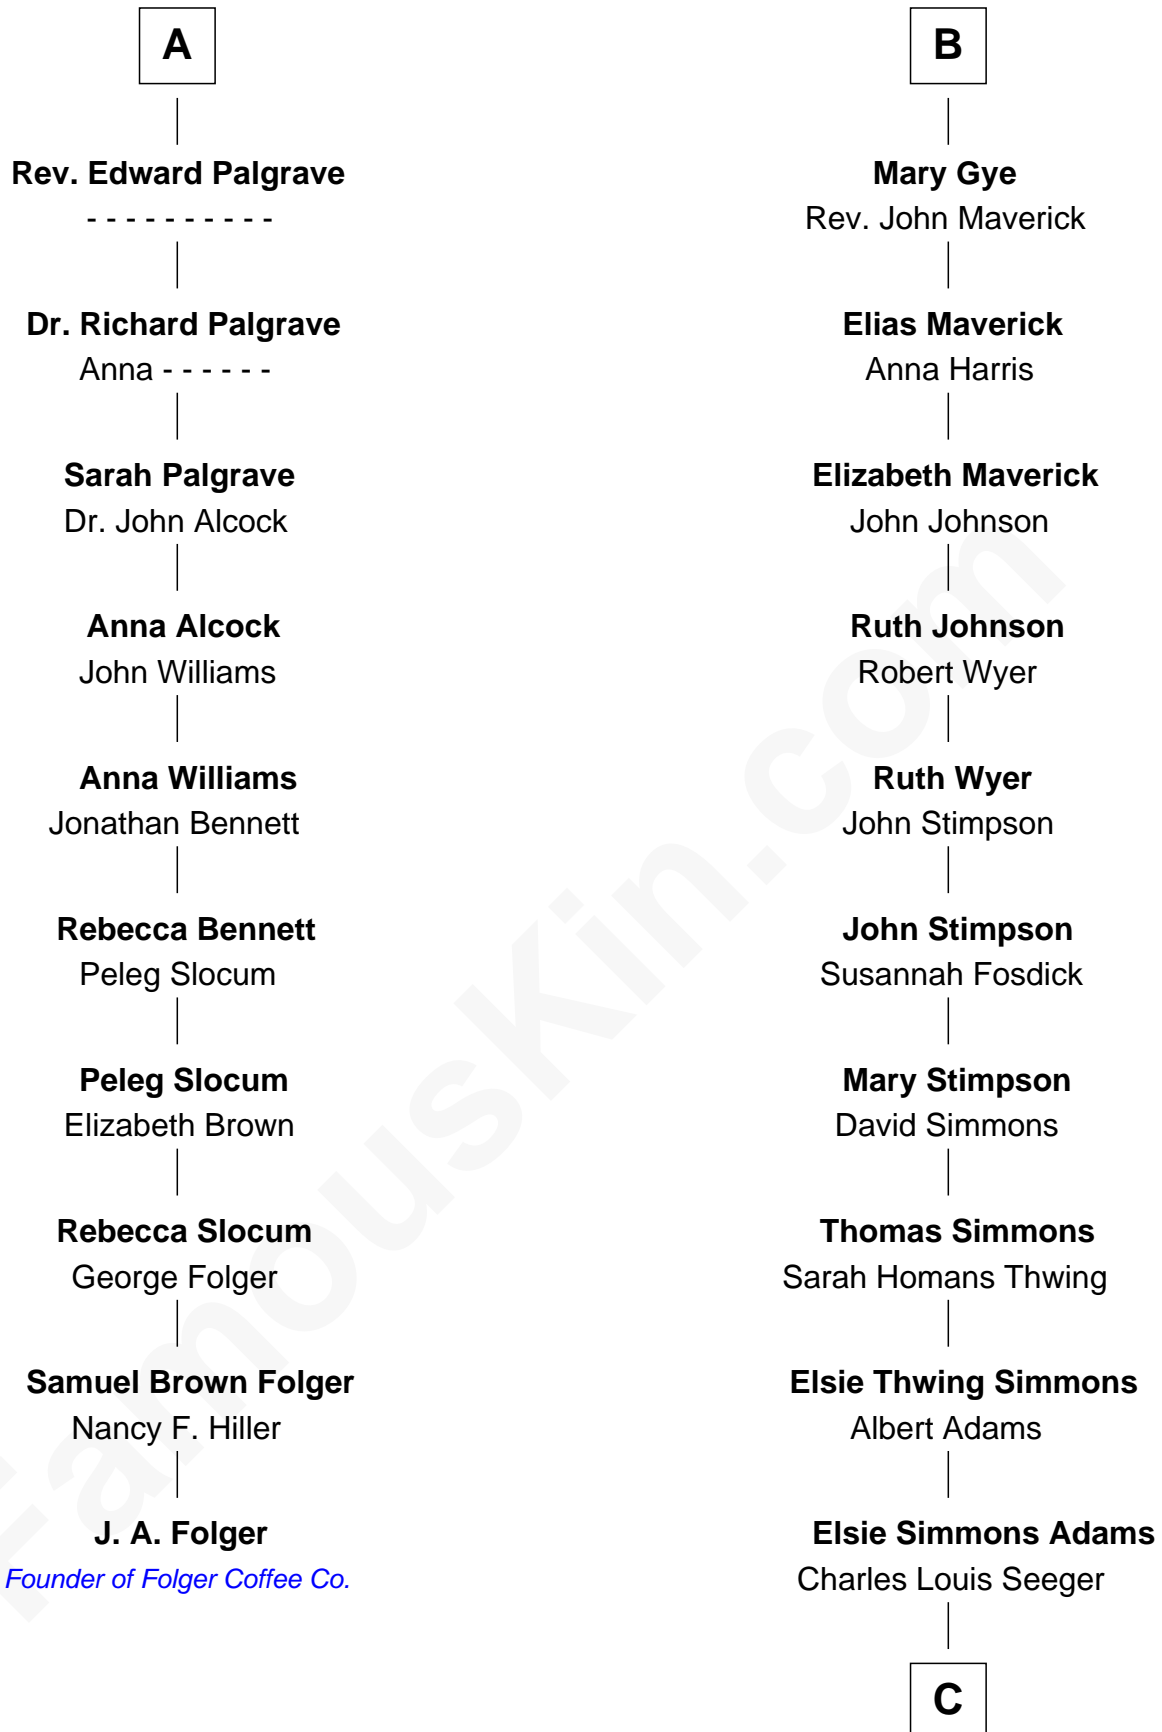 A
Rev. Edward Palgrave
- - - - - - - - - -
Dr. Richard Palgrave
Anna - - - - - -
Sarah Palgrave
Dr. John Alcock
Anna Alcock
John Williams
Anna Williams
Jonathan Bennett
Rebecca Bennett
Peleg Slocum
Peleg Slocum
Elizabeth Brown
Rebecca Slocum
George Folger
Samuel Brown Folger
Nancy F. Hiller
J. A. Folger
Founder of Folger Coffee Co.
B
Mary Gye
Rev. John Maverick
Elias Maverick
Anna Harris
Elizabeth Maverick
John Johnson
Ruth Johnson
Robert Wyer
Ruth Wyer
John Stimpson
John Stimpson
Susannah Fosdick
Mary Stimpson
David Simmons
Thomas Simmons
Sarah Homans Thwing
Elsie Thwing Simmons
Albert Adams
Elsie Simmons Adams
Charles Louis Seeger
C
FamousKin.com